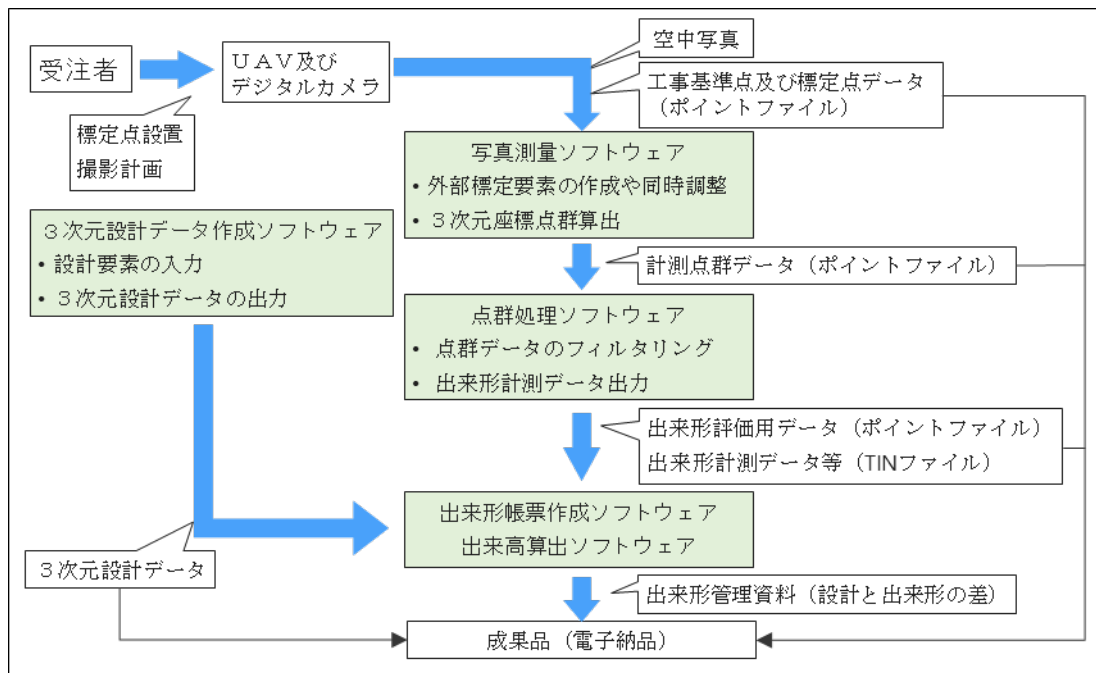 受注者
UAV及び
デジタルカメラ
空中写真
工事基準点及び標定点データ
(ポイントファイル)
標定点設置
撮影計画
写真測量ソフトウェア
• 外部標定要素の作成や同時調整
• 3次元座標点群算出
3次元設計データ作成ソフトウェア
• 設計要素の入力
• 3次元設計データの出力
計測点群データ(ポイントファイル)
点群処理ソフトウェア
• 点群データのフィルタリング
• 出来形計測データ出力
出来形評価用データ(ポイントファイル)
出来形計測データ等(TINファイル)
出来形帳票作成ソフトウェア
出来高算出ソフトウェア
3次元設計データ
出来形管理資料(設計と出来形の差)
成果品(電子納品)